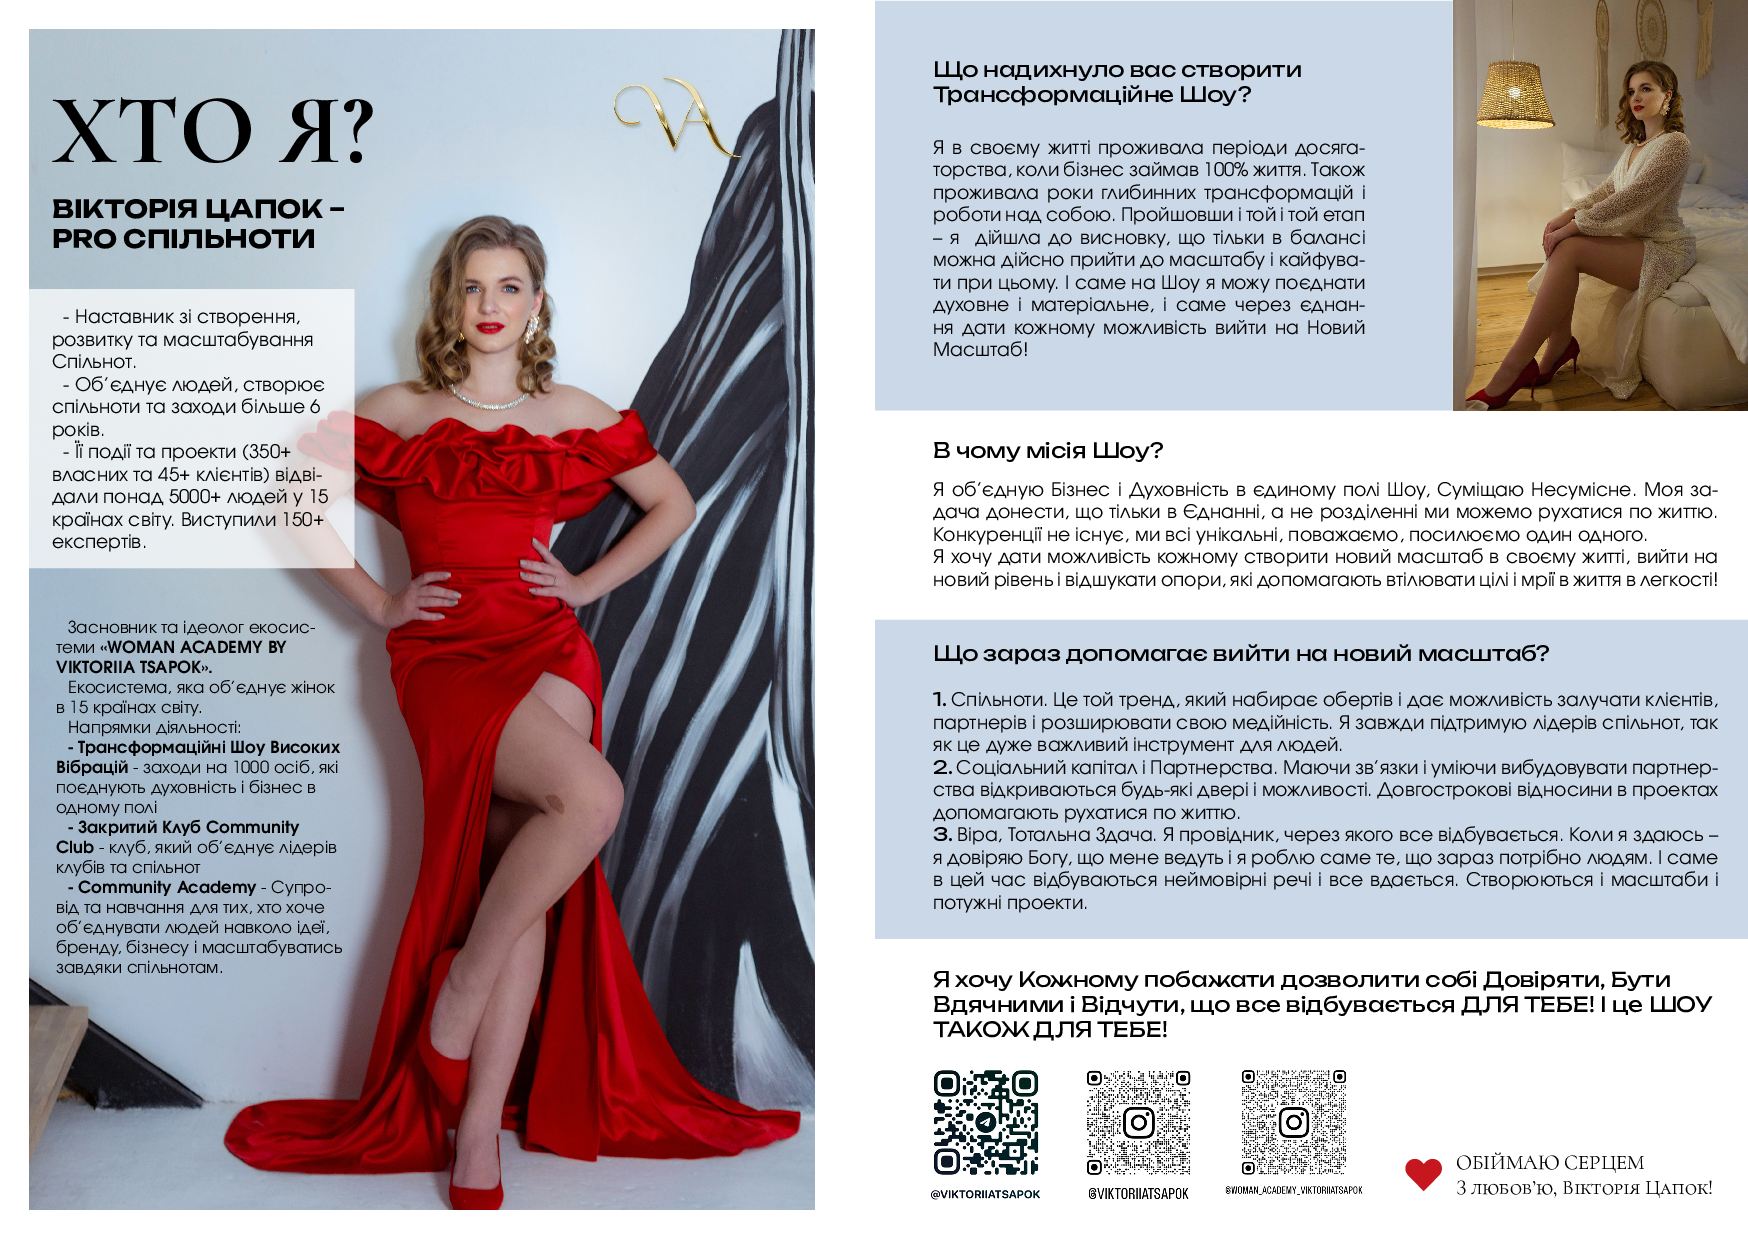 ХТО Я?
VA
ВІКТОРІЯ ЦАПОК –
PRO СПІЛЬНОТИ
- Наставник зі створення,
розвитку та масштабування
Спільнот.
- Об’єднує людей, створює
спільноти та заходи більше 6
років.
- Її події та проекти (350+
власних та 45+ клієнтів) відві-
дали понад 5000+ людей у 15
країнах світу. Виступили 150+
експертів.
Засновник та ідеолог екосис-
теми «WOMAN ACADEMY BY
VIKTORIIA TSAPOK».
Екосистема, яка об’єднує жінок
в 15 країнах світу.
Напрямки діяльності:
- Трансформаційні Шоу Високих
Вібрацій - заходи на 1000 осіб, які
поєднують духовність і бізнес в
одному полі
- Закритий Клуб Community
Club - клуб, який об’єднує лідерів
клубів та спільнот
- Community Academy - Супро-
від та навчання для тих, хто хоче
об’єднувати людей навколо ідеї,
бренду, бізнесу і масштабуватись
завдяки спільнотам.
Що надихнуло вас створити
Трансформаційне Шоу?
Я в своєму житті проживала періоди досяга-
торства, коли бізнес займав 100% життя. Також
проживала роки глибинних трансформацій і
роботи над собою. Пройшовши і той і той етап
– я дійшла до висновку, що тільки в балансі
можна дійсно прийти до масштабу і кайфува-
ти при цьому. І саме на Шоу я можу поєднати
духовне і матеріальне, і саме через єднан-
ня дати кожному можливість вийти на Новий
Масштаб!
В чому місія Шоу?
Я об’єдную Бізнес і Духовність в єдиному полі Шоу, Суміщаю Несумісне. Моя за-
дача донести, що тільки в Єднанні, а не розділенні ми можемо рухатися по життю.
Конкуренції не існує, ми всі унікальні, поважаємо, посилюємо один одного.
Я хочу дати можливість кожному створити новий масштаб в своєму житті, вийти на
новий рівень і відшукати опори, які допомагають втілювати цілі і мрії в життя в легкості!
Що зараз допомагає вийти на новий масштаб?
1. Спільноти. Це той тренд, який набирає обертів і дає можливість залучати клієнтів,
партнерів і розширювати свою медійність. Я завжди підтримую лідерів спільнот, так
як це дуже важливий інструмент для людей.
2. Соціальний капітал і Партнерства. Маючи зв’язки і уміючи вибудовувати партнер-
ства відкриваються будь-які двері і можливості. Довгострокові відносини в проектах
допомагають рухатися по життю.
3. Віра, Тотальна Здача. Я провідник, через якого все відбувається. Коли я здаюсь –
я довіряю Богу, що мене ведуть і я роблю саме те, що зараз потрібно людям. І саме
в цей час відбуваються неймовірні речі і все вдається. Створюються і масштаби і
потужні проекти.
Я хочу Кожному побажати дозволити собі Довіряти, Бути
Вдячними і Відчути, що все відбувається ДЛЯ ТЕБЕ! І це ШОУ
ТАКОЖ ДЛЯ ТЕБЕ!
@VIKTORIIATSAPOK
@VIKTORIIATSAPOK
@WOMAN_ACADEMY_VIKTORIIATSAPOK
ОБІЙМАЮ СЕРЦЕМ
З любов’ю, Вікторія Цапок!